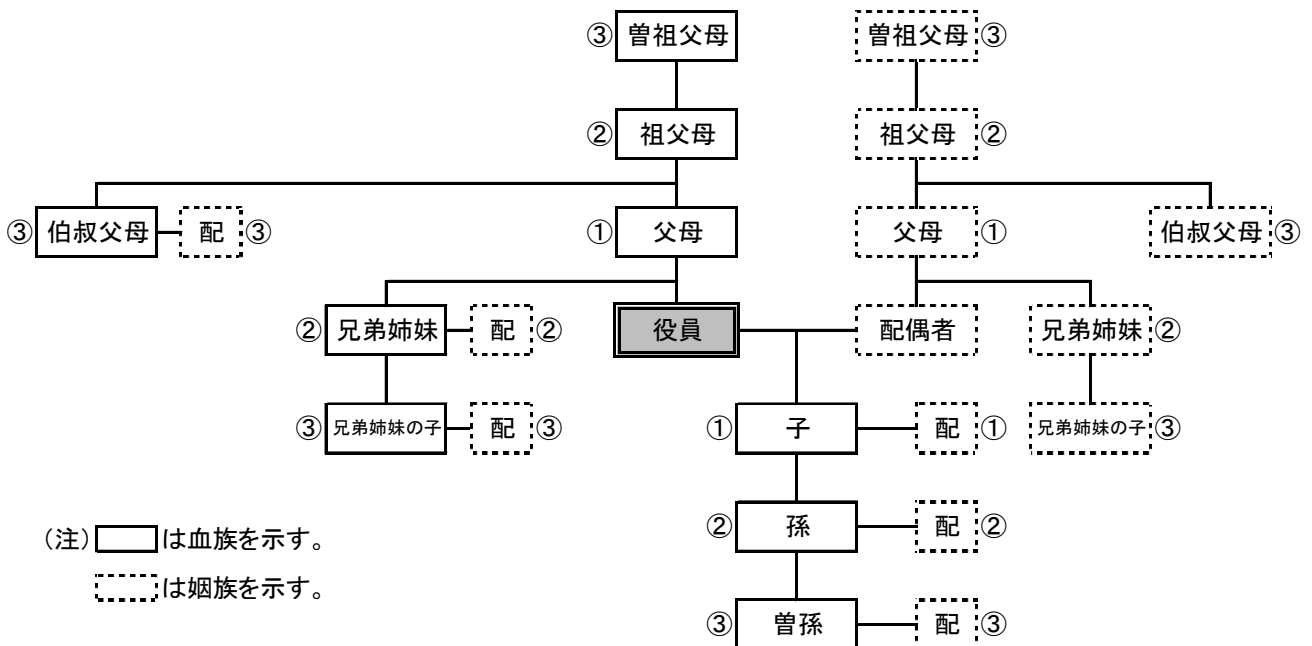 ③ 曽祖父母 曽祖父母 ③
② 祖父母 祖父母 ②
③ 伯叔父母 配 ③ ① 父母 父母 ① 伯叔父母 ③
② 兄弟姉妹 配 ② 役員 配偶者 兄弟姉妹 ②
③ 兄弟姉妹の子 配 ③ ① 子 配 ① 兄弟姉妹の子 ③
② 孫 配 ②
(注) は血族を示す。
は姻族を示す。
③ 曽孫 配 ③